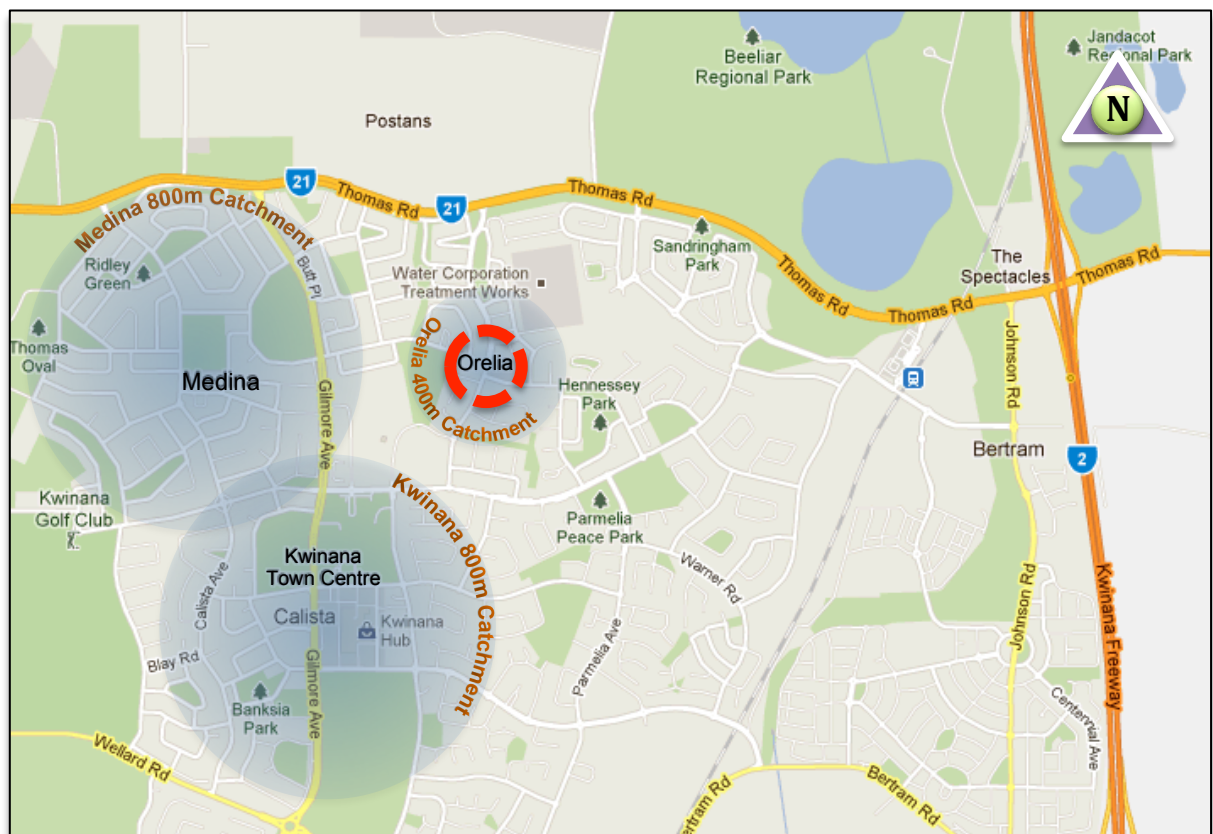 Jandacot
Regional Park
Beeliar
Regional Park
N
Postans
21
Thomas Rd
21
Thomas Rd
Medina 800m Catchment
Sandringham
Park
The
Spectacles
Thomas Rd
Thomas Rd
Thomas Rd
Ridley
Green
Butt Pl
Water Corporation
Treatment Works
Thomas
Oval
Medina
Orelia
Orelia 400m Catchment
Hennessey
Park
Johnson Rd
Gilmore Ave
Bertram
2
Kwinana
Golf Club
Kwinana 800m Catchment
Parmelia
Peace Park
Kwinana
Town Centre
Calista Ave
Calista
Kwinana
Hub
Warner Rd
Johnson Rd
Kwinana Freeway
Blay Rd
Gilmore Ave
Parmelia Ave
Banksia
Park
Centennial Ave
Wellard Rd
Bertram Rd
ertram Rd